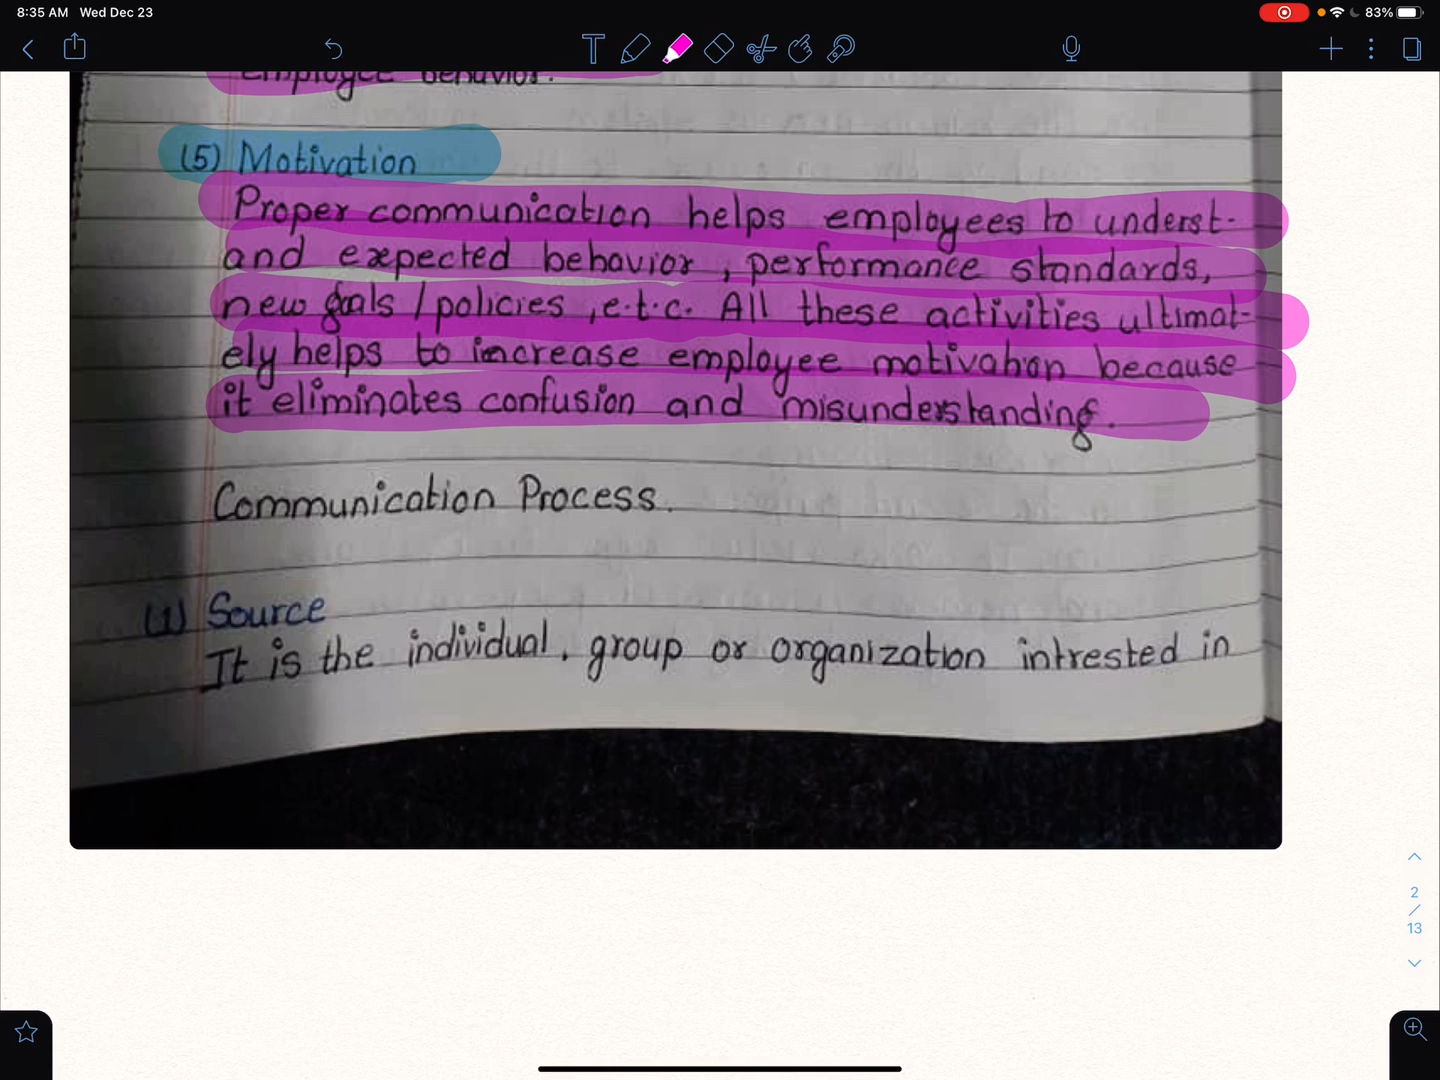 8:35 AM Wed Dec 23
83%
T
employee behavior.
(5) Motivation
Proper communication helps employees to underst-
and expected behavior, performance standards,
new goals / policies, e.t.c. All these activities ultimat-
ely helps to increase employee motivation because
it eliminates confusion and misunderstanding.
Communication Process.
(1) Source
It is the individual, group or organization intrested in
2
/
13